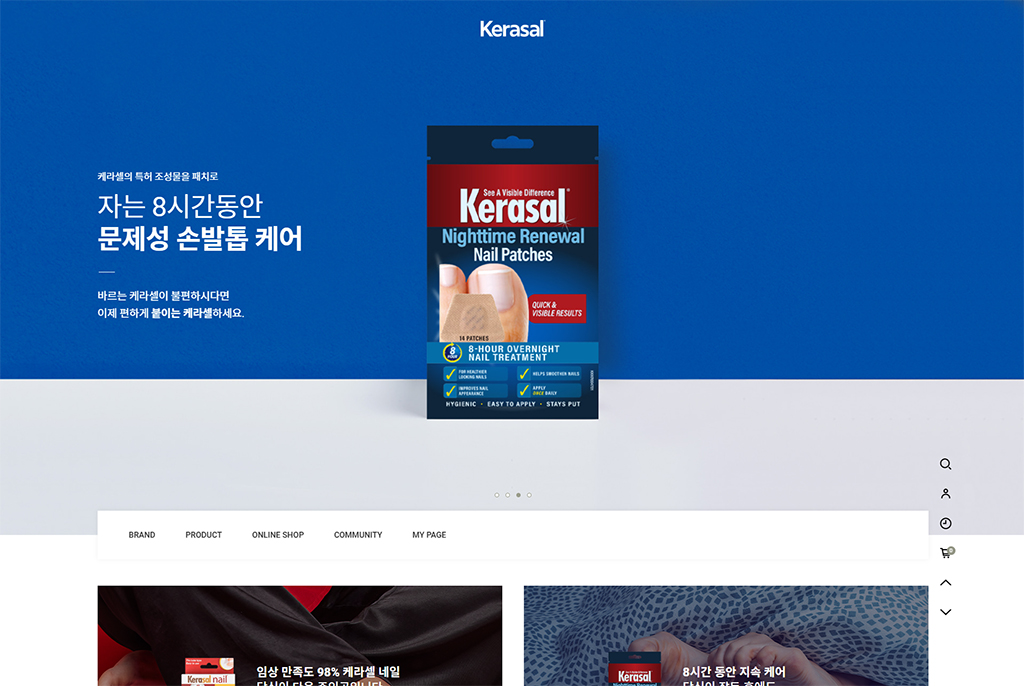 Kerasal
케라셀의 특허 조성물을 패치로
자는 8시간동안
문제성 손발톱 케어
바르는 케라셀이 불편하시다면
이제 편하게 붙이는 케라셀하세요.
See A Visible Difference
Kerasal
Nighttime Renewal
Nail Patches
QUICK &
VISIBLE RESULTS
14 PATCHES
8 HOUR
8-HOUR OVERNIGHT
NAIL TREATMENT
FOR HEALTHIER
LOOKING NAILS
HELPS SMOOTHEN NAILS
IMPROVES NAIL
APPEARANCE
APPLY
ONCE DAILY
HYGIENIC · EASY TO APPLY · STAYS PUT
BRAND PRODUCT ONLINE SHOP COMMUNITY MY PAGE
0
Kerasal nail
임상 만족도 98% 케라셀 네일
Kerasal
Nighttime Renewal
8시간 동안 지속 케어